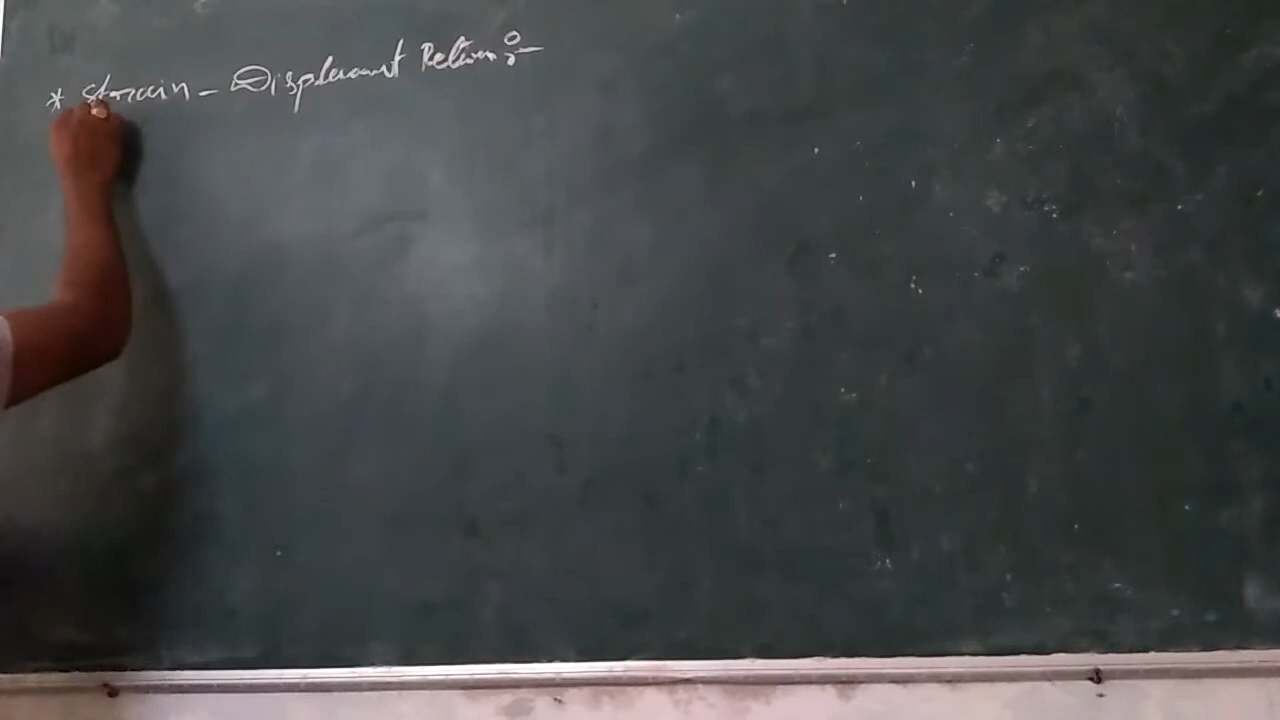 * Strain - Displacement Relation :-